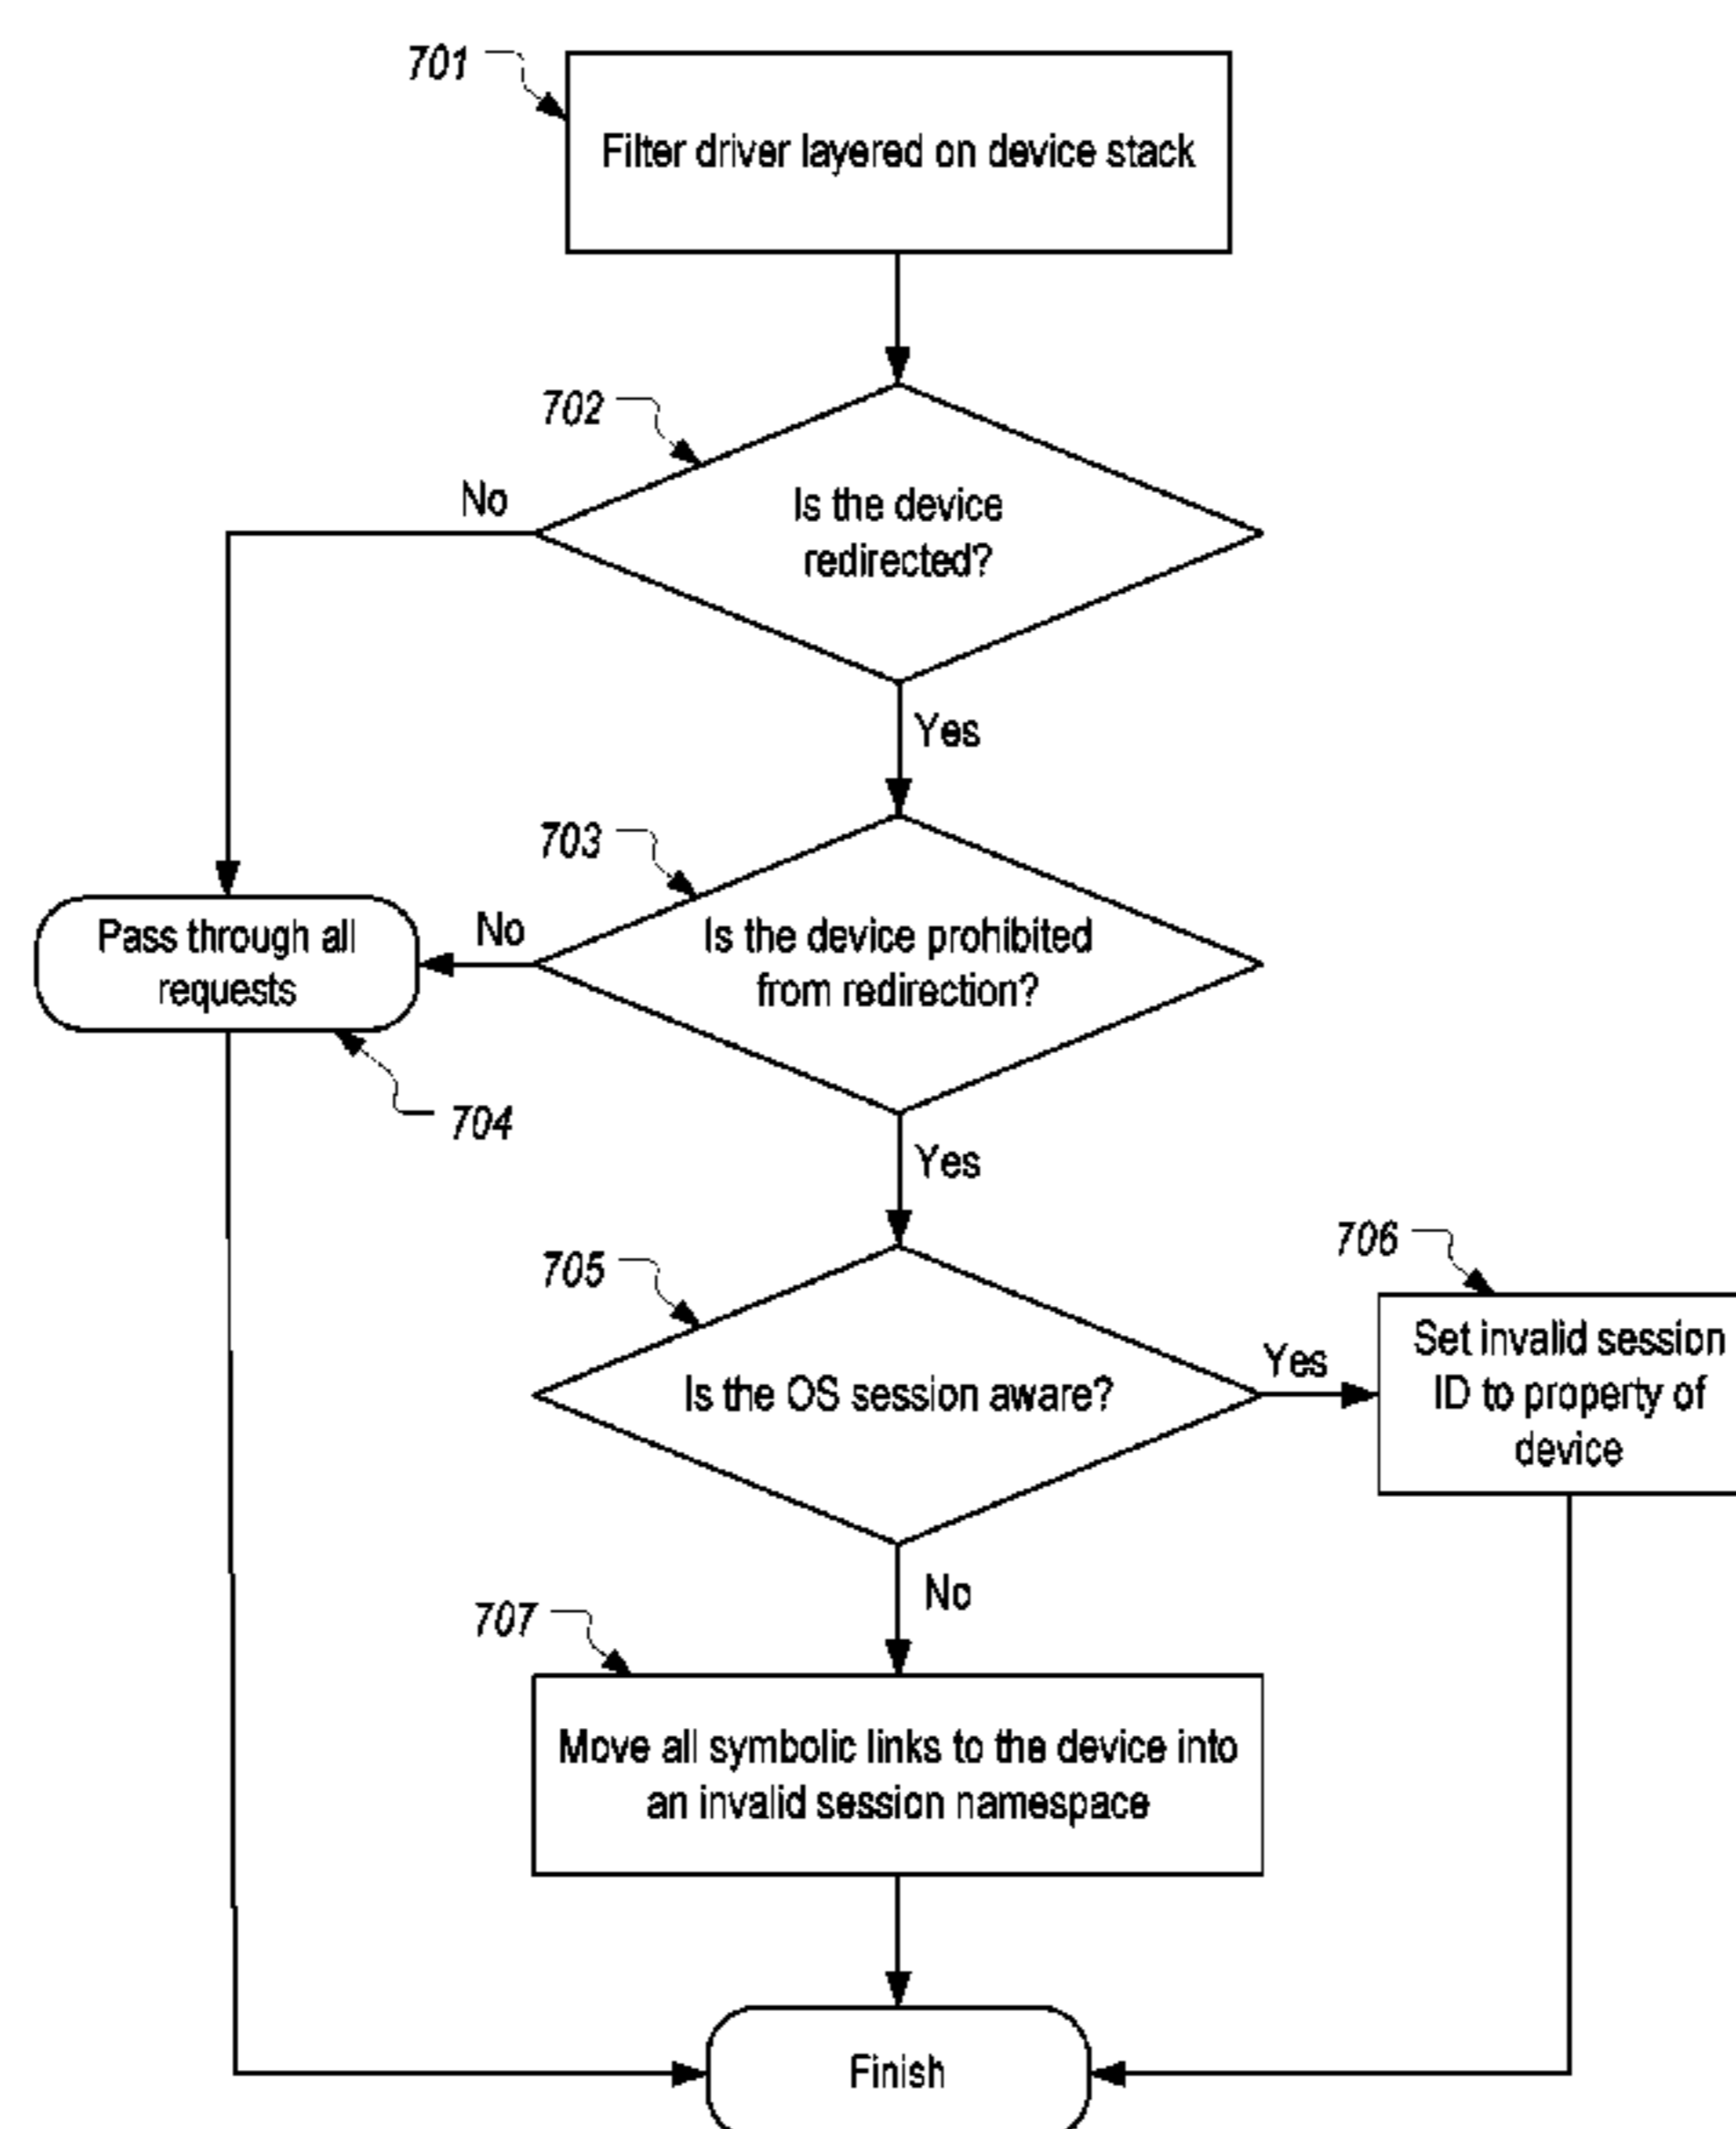 701
Filter driver layered on device stack
702
No
Is the device
redirected?
Yes
703
Pass through all
requests
No
Is the device prohibited
from redirection?
704
Yes
705
706
Is the OS session aware?
Yes
Set invalid session
ID to property of
device
No
707
Move all symbolic links to the device into
an invalid session namespace
Finish